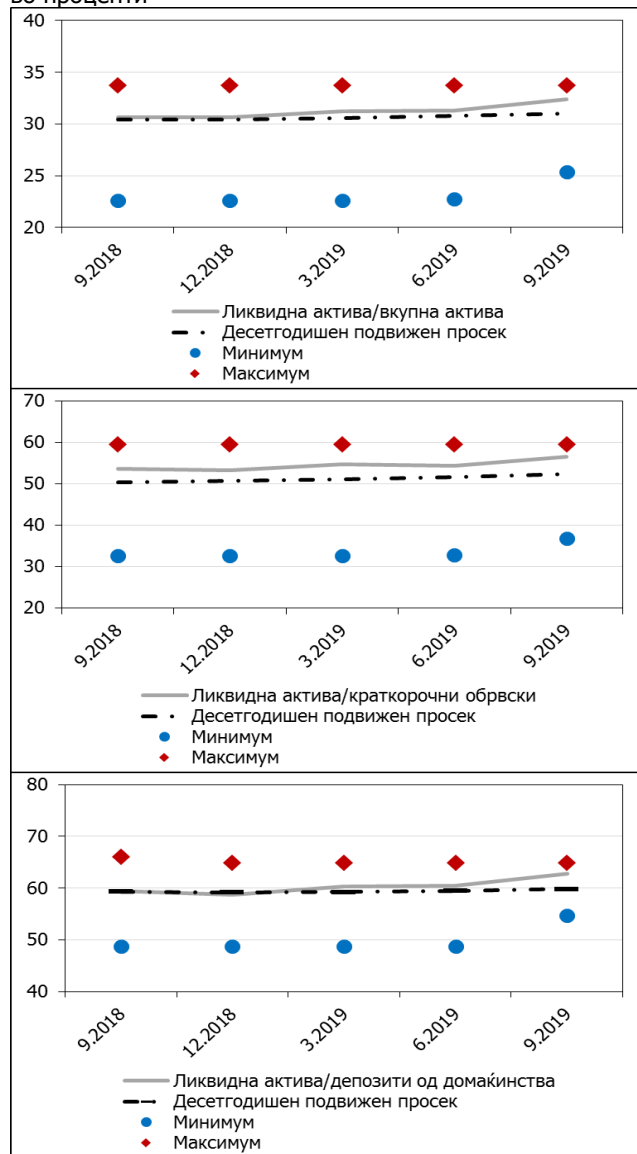 во проценти
40
35
30
25
20
9.2018
12.2018
3.2019
6.2019
9.2019
Ликвидна актива/вкупна актива
Десетгодишен подвижен просек
Минимум
Максимум
70
60
50
40
30
20
9.2018
12.2018
3.2019
6.2019
9.2019
Ликвидна актива/краткорочни обрвски
Десетгодишен подвижен просек
Минимум
Максимум
80
70
60
50
40
9.2018
12.2018
3.2019
6.2019
9.2019
Ликвидна актива/депозити од домаќинства
Десетгодишен подвижен просек
Минимум
Максимум